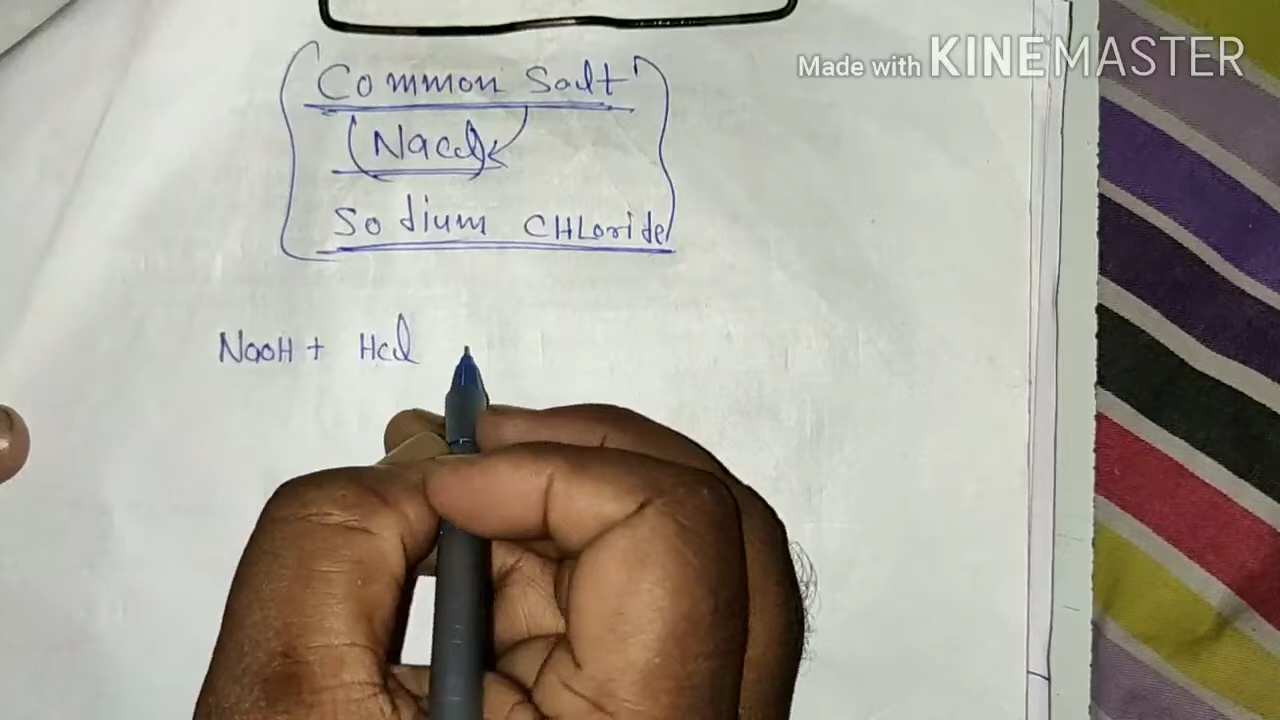 Made with KINEMASTER
Common Salt
(Nacl)
Sodium CHLoride
NaoH + Hcl